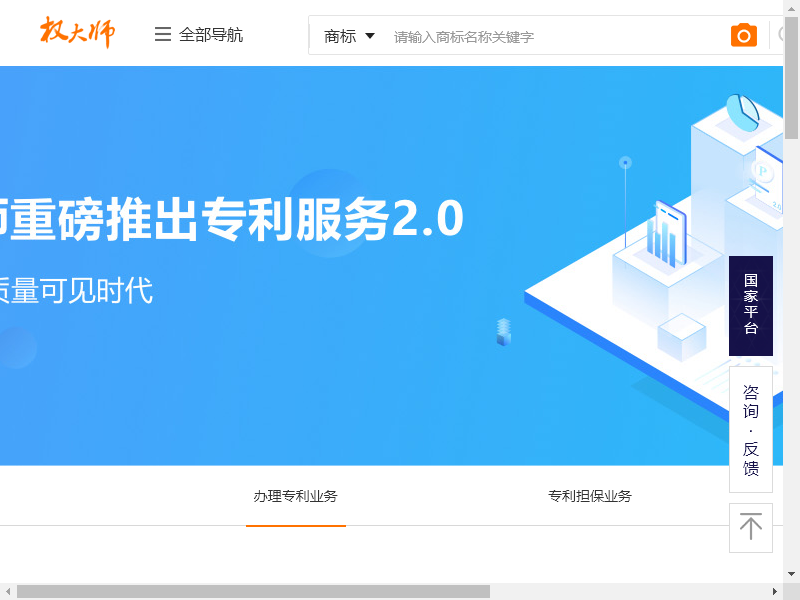 权大师
全部导航
商标
请输入商标名称关键字
师重磅推出专利服务2.0
质量可见时代
国家平台
咨询·反馈
办理专利业务
专利担保业务